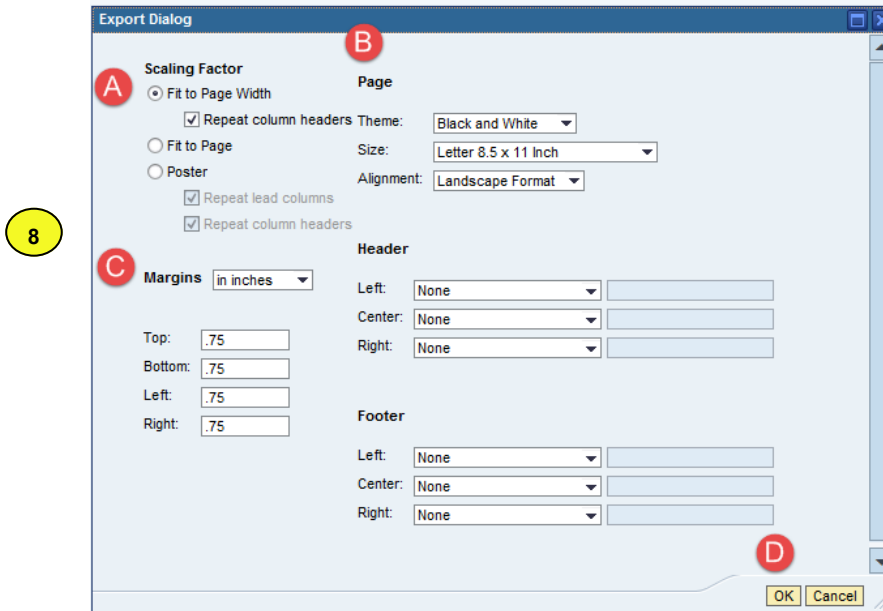 Export Dialog
B
Scaling Factor
A
Fit to Page Width
Repeat column headers
Fit to Page
Poster
Repeat lead columns
Repeat column headers
8
C
Margins in inches
Top: .75
Bottom: .75
Left: .75
Right: .75
Page
Theme: Black and White
Size: Letter 8.5 x 11 Inch
Alignment: Landscape Format
Header
Left: None
Center: None
Right: None
Footer
Left: None
Center: None
Right: None
D
OK Cancel